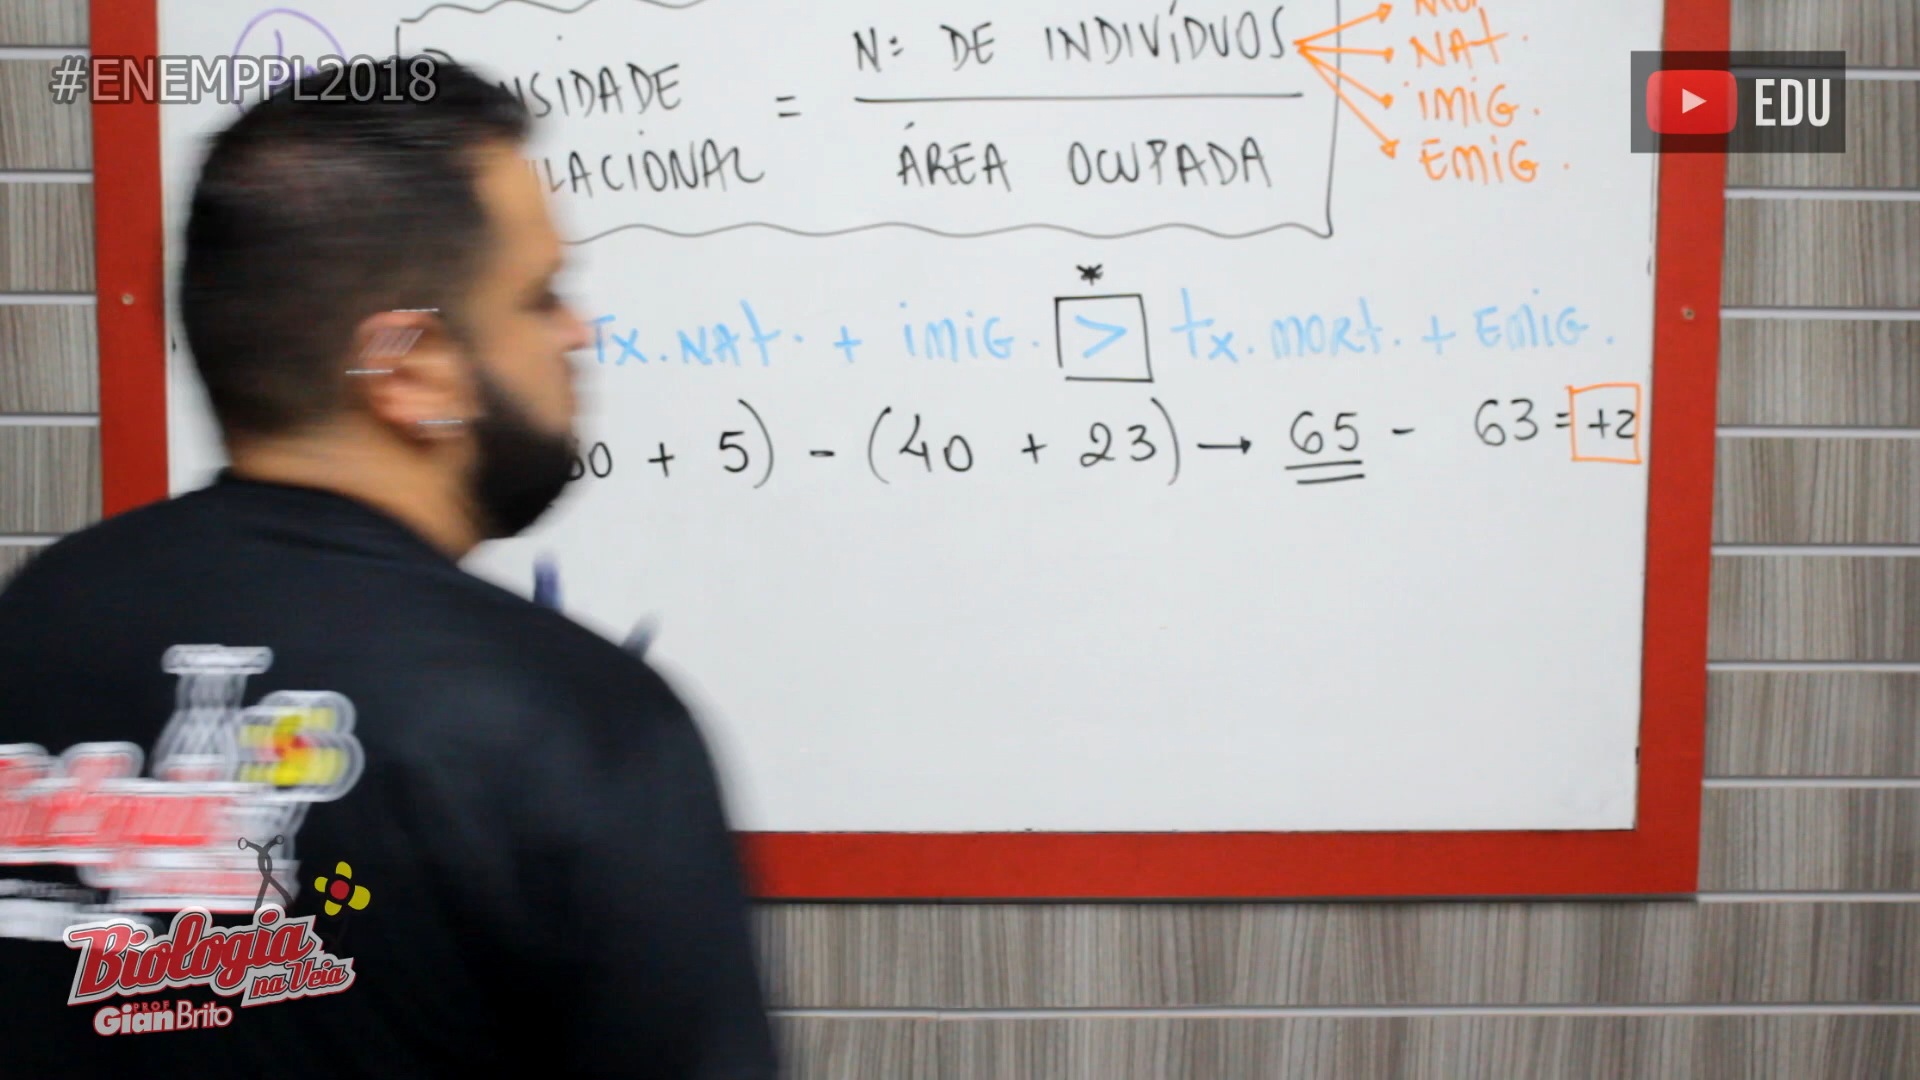 #ENEMPPL2018
EDU
NSIDADE
LACIONAL
=
Nº DE INDIVÍDUOS
ÁREA OCUPADA
NAT.
IMIG.
EMIG.
*
Tx. NAT. + IMIG. > tx. MORT. + EMIG.
0 + 5) - (40 + 23) → 65 - 63 = +2
Biologia
na Veia
PROF
Gian Brito